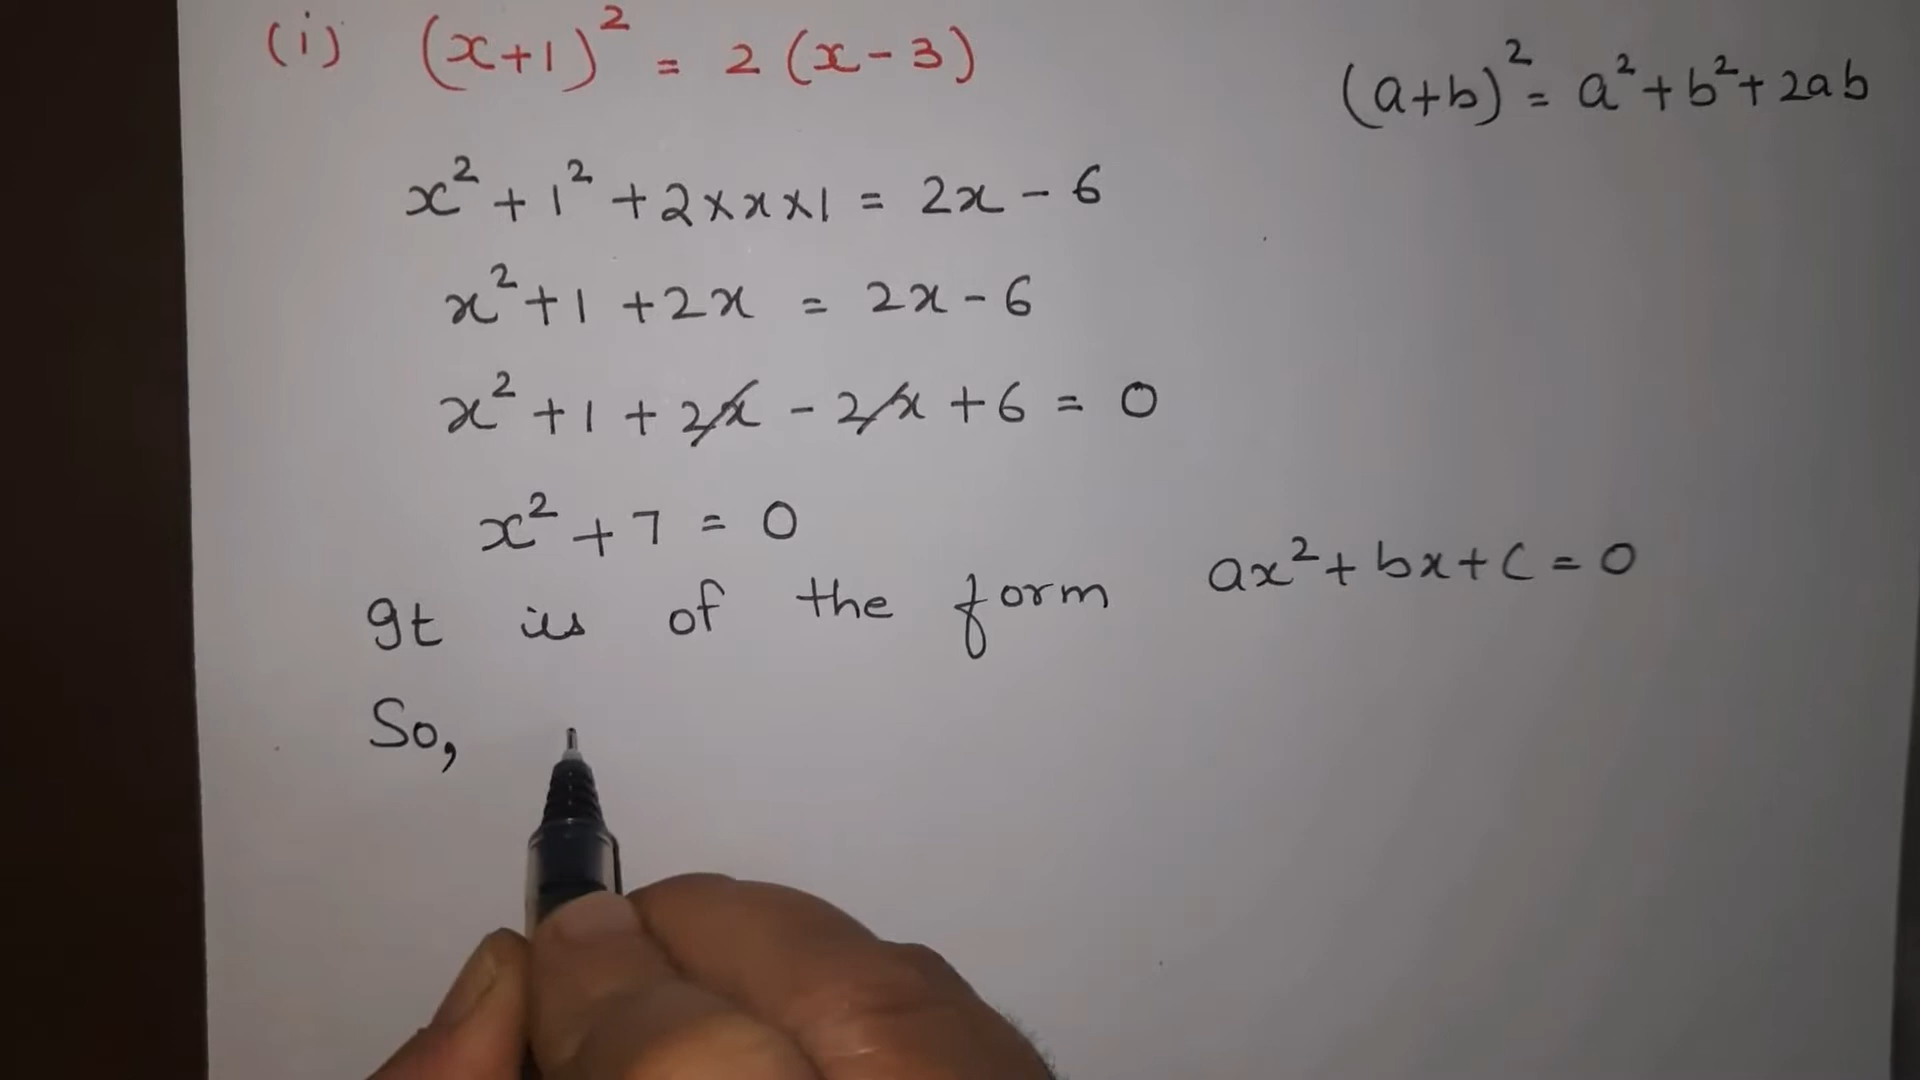 (i) (x+1)² = 2(x-3)
(a+b)² = a²+b²+2ab
x² + 1² + 2×x×1 = 2x - 6
x² + 1 + 2x = 2x - 6
x² + 1 + 2x - 2x + 6 = 0
x² + 7 = 0
It is of the form ax² + bx + c = 0
So,